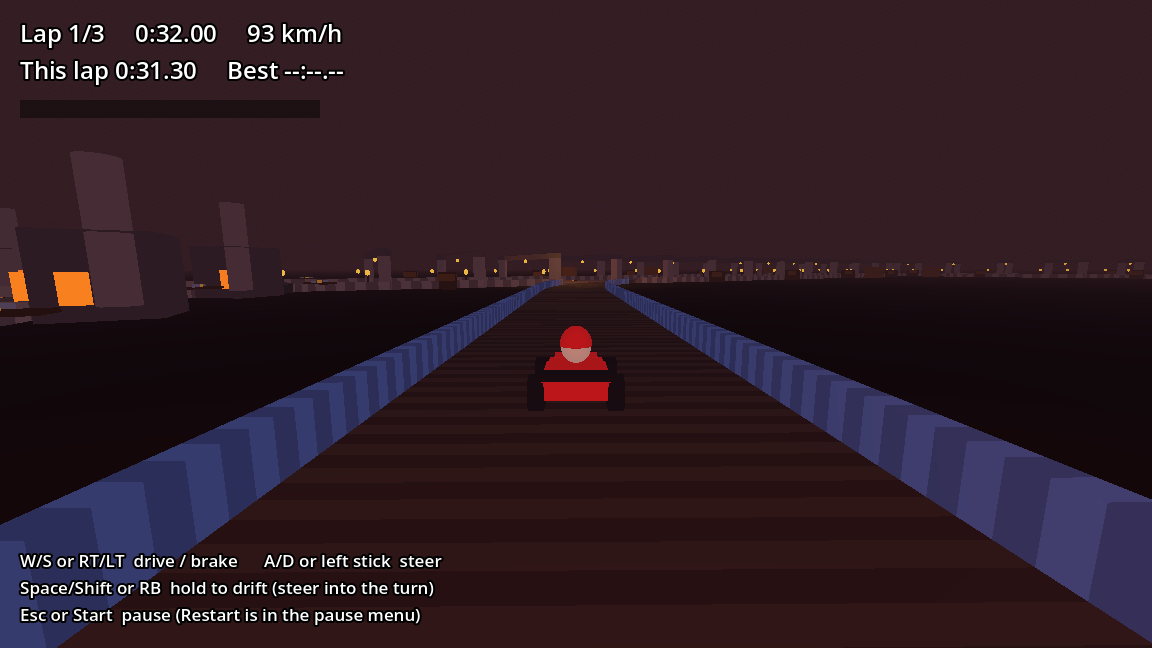 Lap 1/3 0:32.00 93 km/h
This lap 0:31.30 Best --:--.--
W/S or RT/LT drive / brake A/D or left stick steer
Space/Shift or RB hold to drift (steer into the turn)
Esc or Start pause (Restart is in the pause menu)